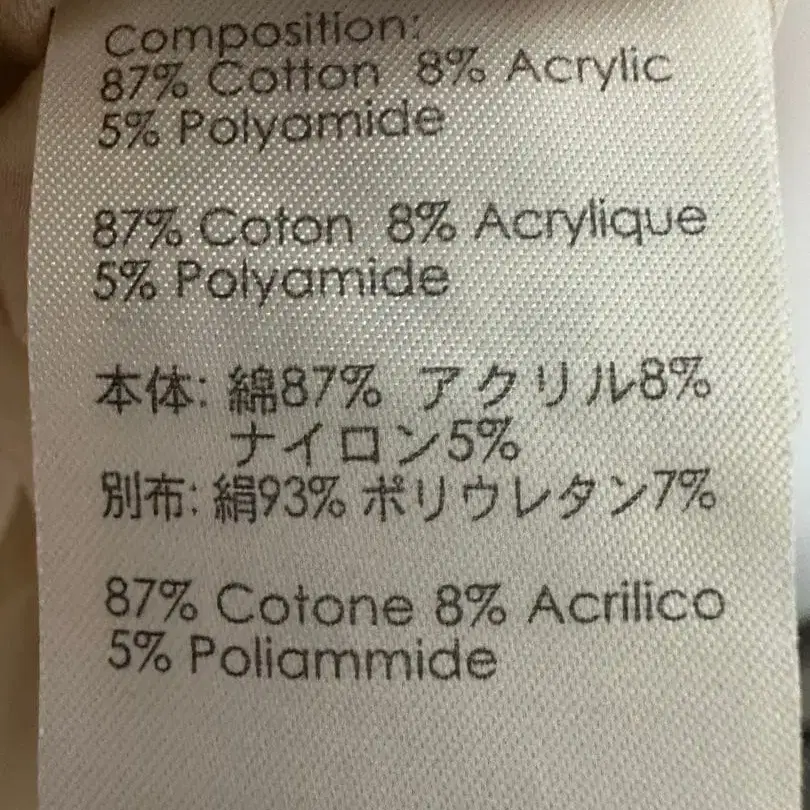 Composition:
87% Cotton 8% Acrylic
5% Polyamide
87% Coton 8% Acrylique
5% Polyamide
本体: 綿87% アクリル8%
ナイロン5%
別布: 絹93% ポリウレタン7%
87% Cotone 8% Acrilico
5% Poliammide